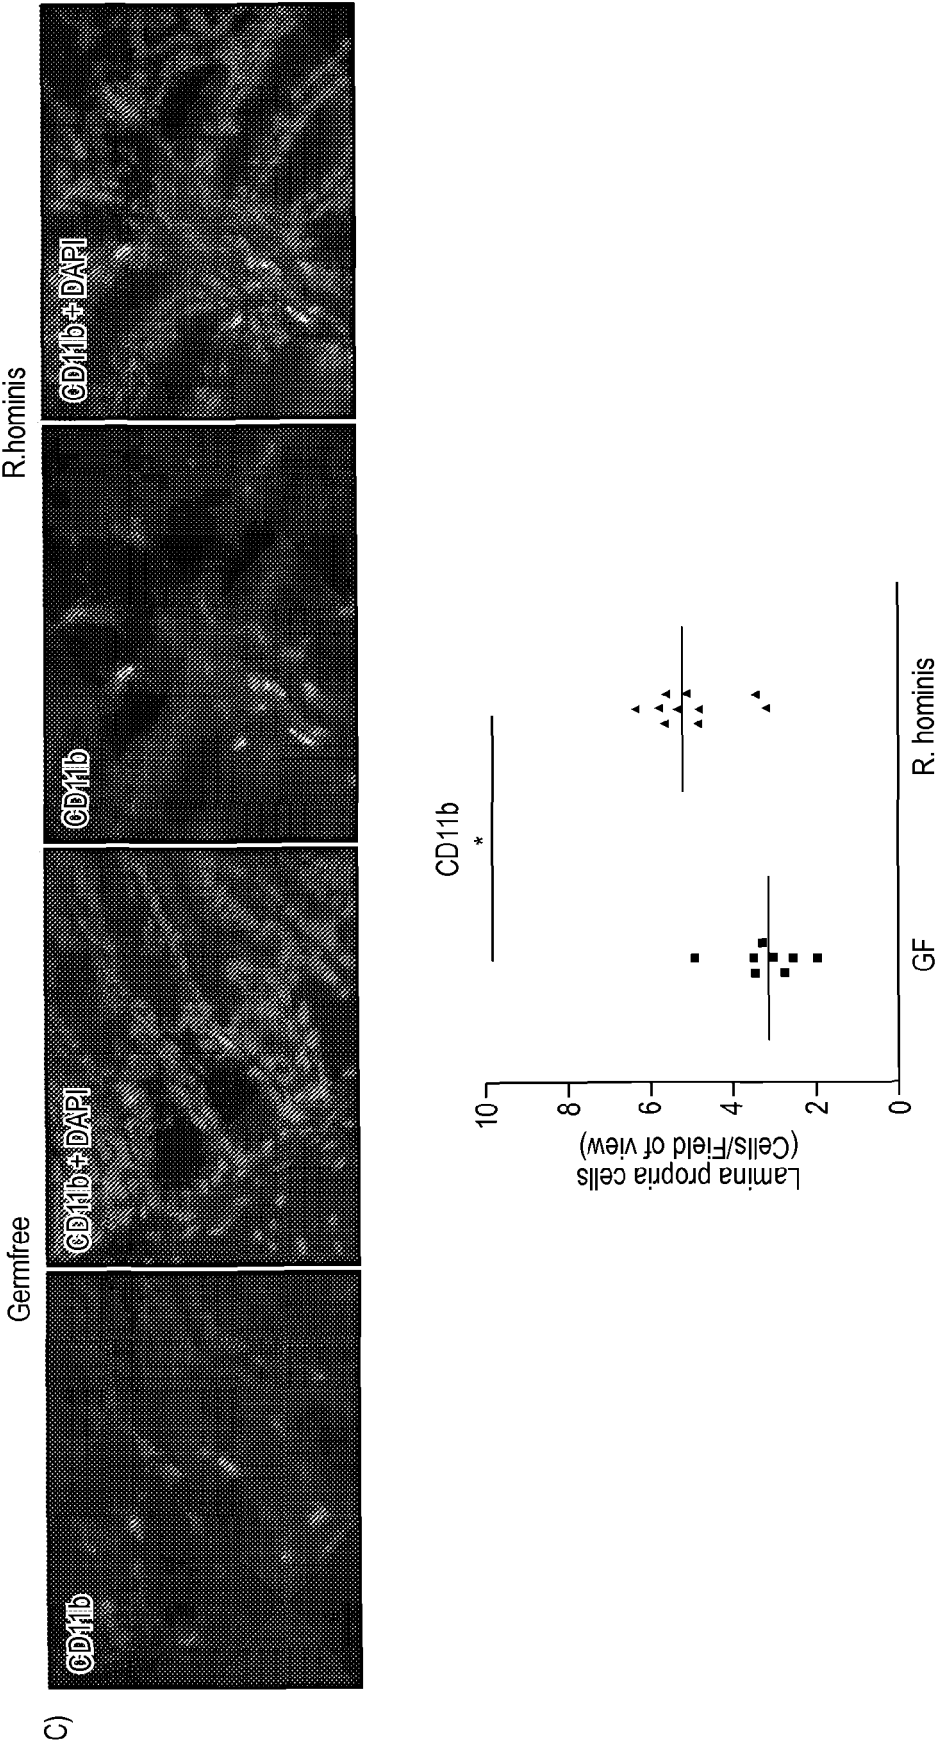 C)
Germfree
R.hominis
CD11b
CD11b + DAPI
CD11b
CD11b + DAPI
CD11b
*
Lamina propria cells
(Cells/Field of view)
10
8
6
4
2
0
GF
R. hominis